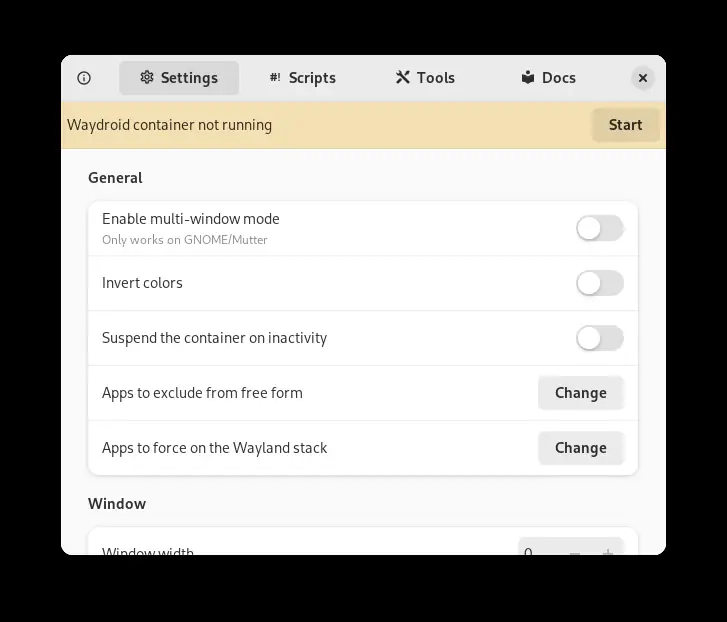 Settings
#! Scripts
Tools
Docs
Waydroid container not running
Start
General
Enable multi-window mode
Only works on GNOME/Mutter
Invert colors
Suspend the container on inactivity
Apps to exclude from free form
Change
Apps to force on the Wayland stack
Change
Window
Window width
0 − +